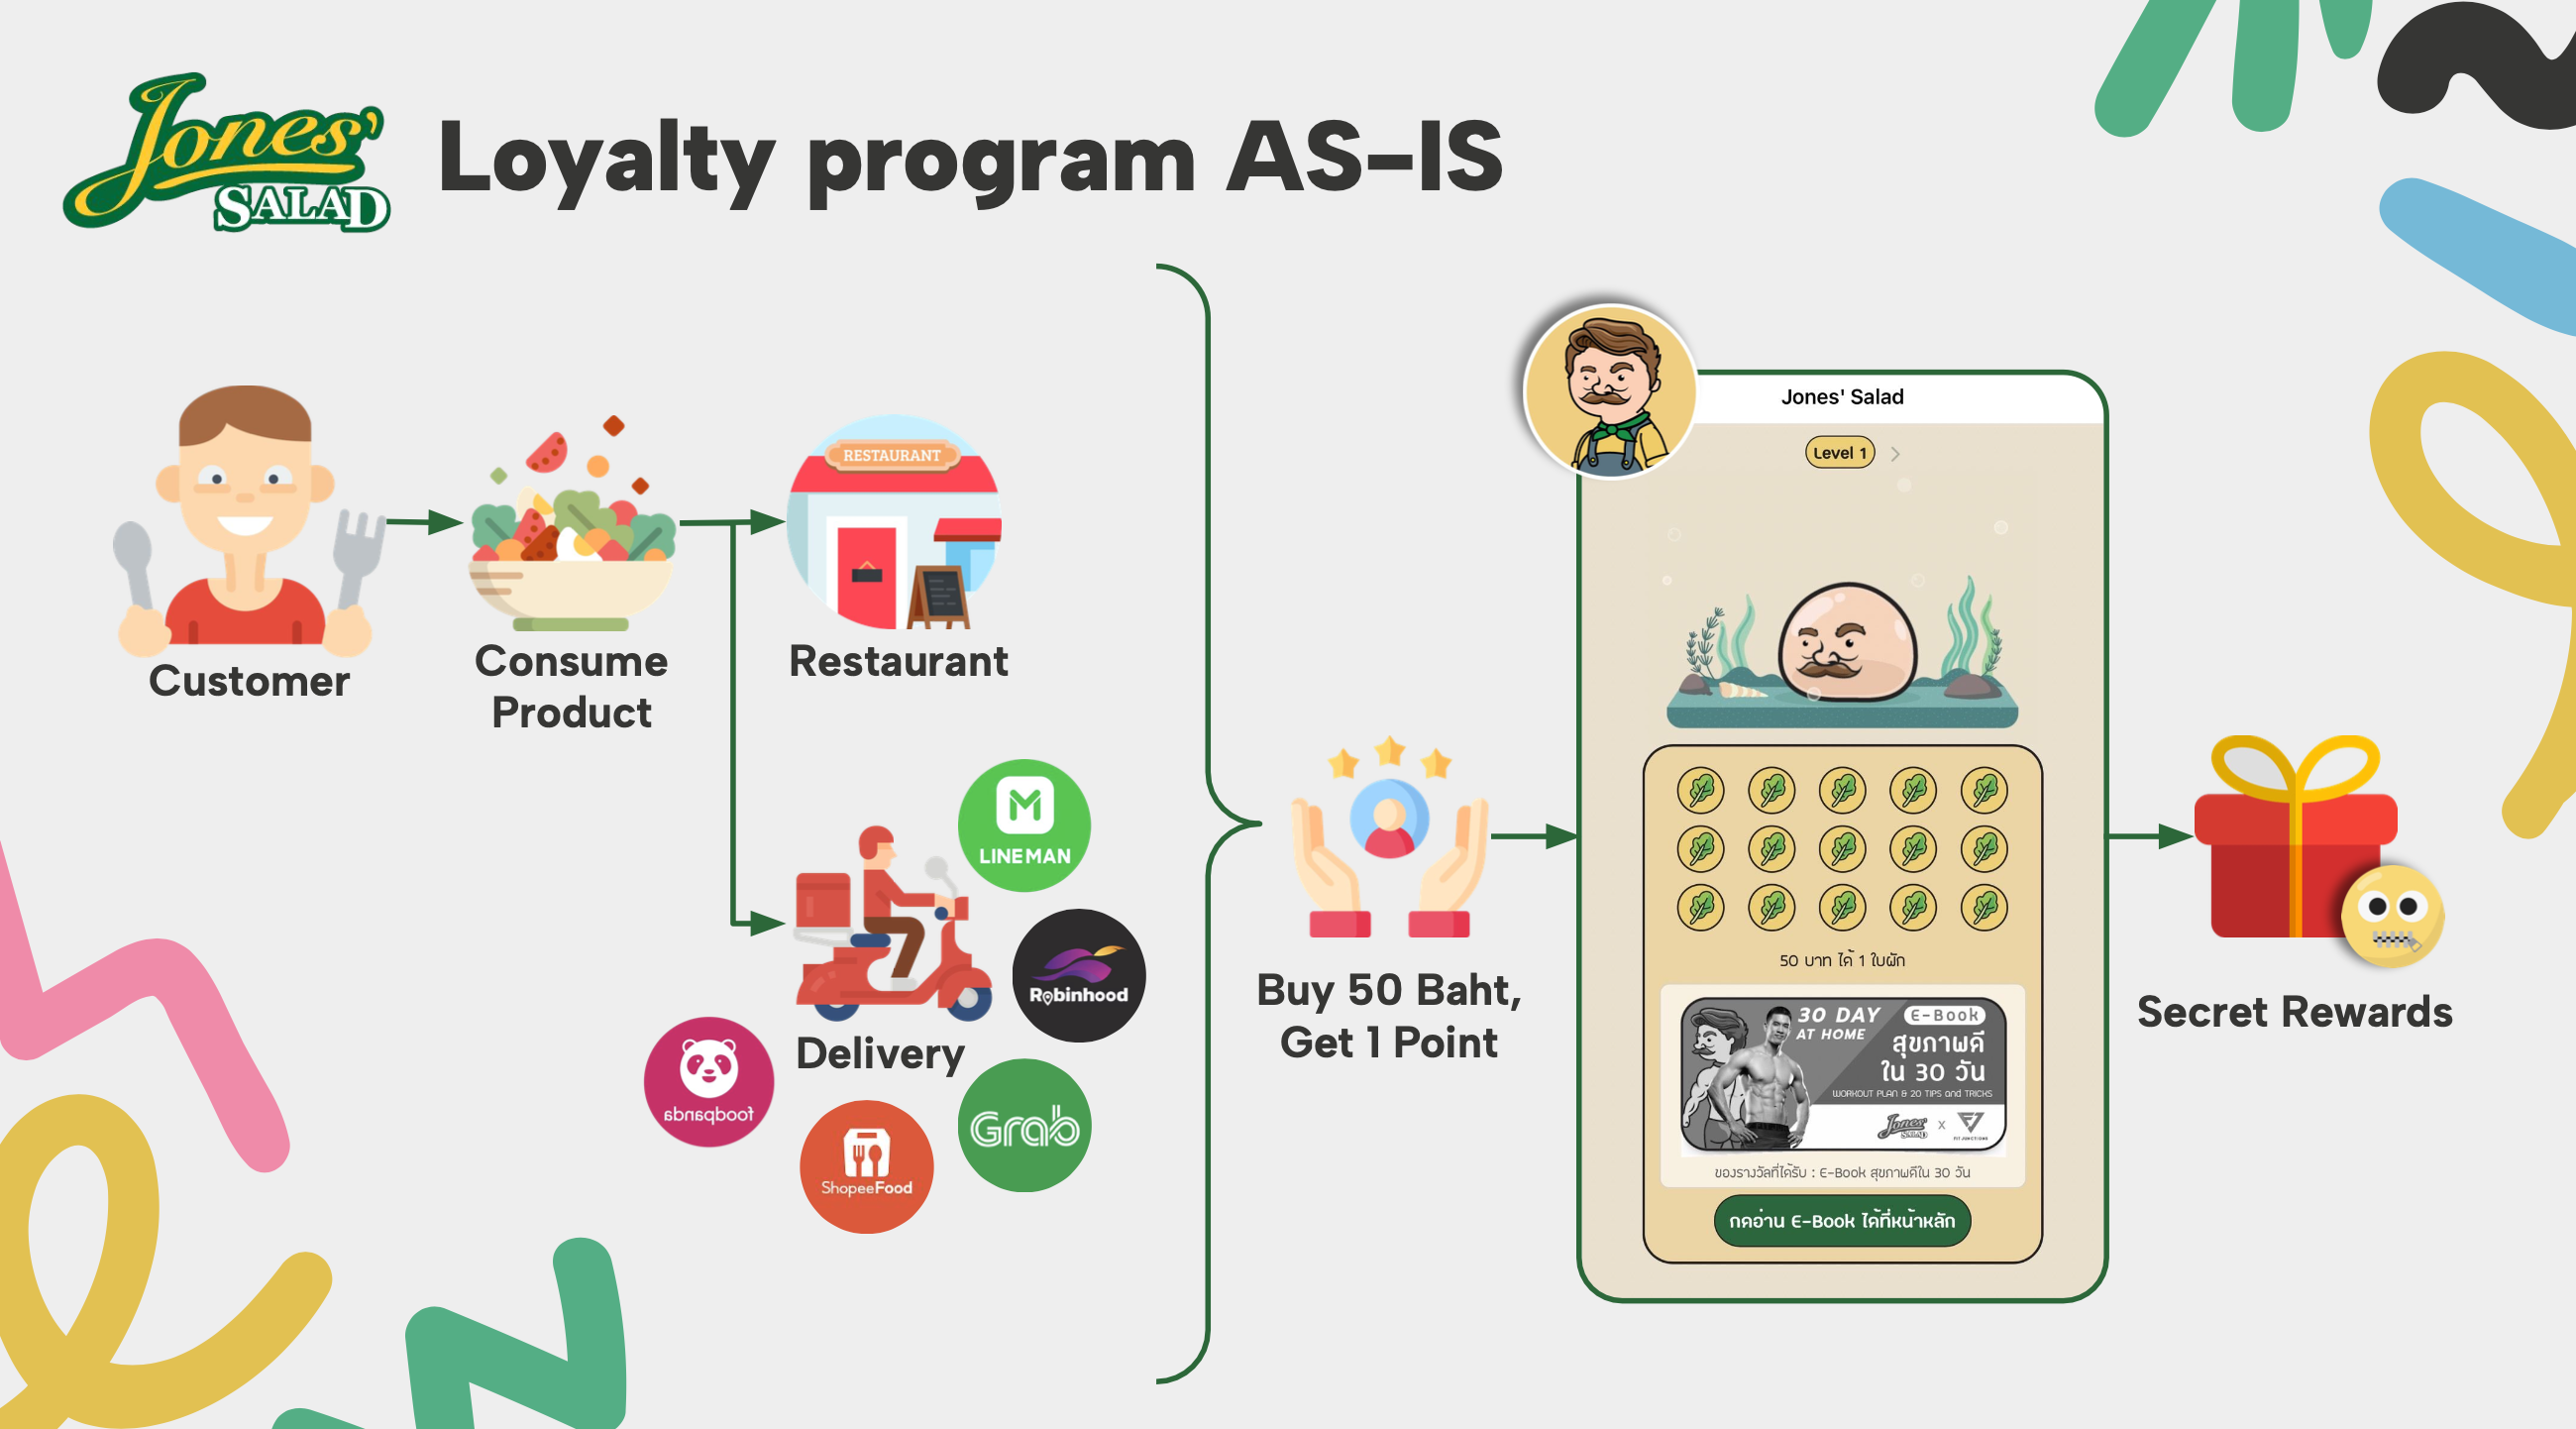 Jones'
SALAD
Loyalty program AS-IS
Customer
Consume
Product
RESTAURANT
Restaurant
LINEMAN
Robinhood
Delivery
foodpanda
Grab
ShopeeFood
Buy 50 Baht,
Get 1 Point
Jones' Salad
Level 1
50 บาท ได้ 1 ใบผัก
30 DAY
AT HOME
E-Book
สุขภาพดี
ใน 30 วัน
WORKOUT PLAN & 20 TIPS and TRICKS
Jones'
SALAD
X
FIT JUNCTIONS
ของรางวัลที่ได้รับ : E-Book สุขภาพดีใน 30 วัน
กดอ่าน E-Book ได้ที่หน้าหลัก
Secret Rewards